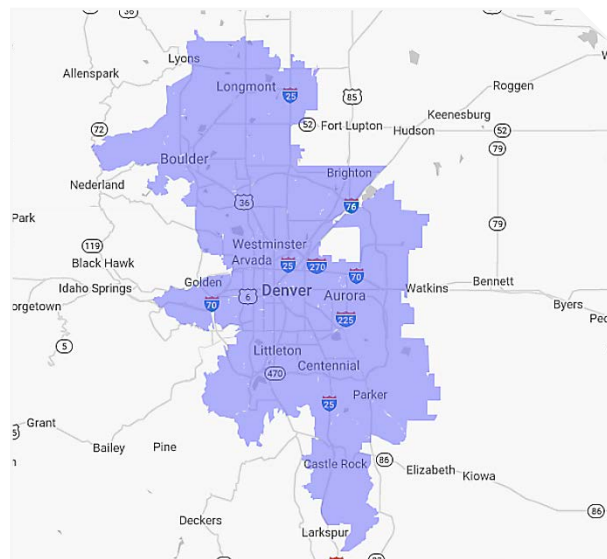 36
Lyons
Allenspark
Longmont
25
85
Roggen
Keenesburg
52
Fort Lupton
Hudson
52
72
79
Boulder
Brighton
Nederland
36
76
Park
79
119
Westminster
Arvada
25
270
70
Black Hawk
Golden
Idaho Springs
6
Denver
Aurora
Watkins
Bennett
70
Byers
orgetown
225
5
Littleton
Centennial
470
Parker
25
Grant
Bailey
Pine
Castle Rock
86
Elizabeth
Kiowa
86
Deckers
Larkspur